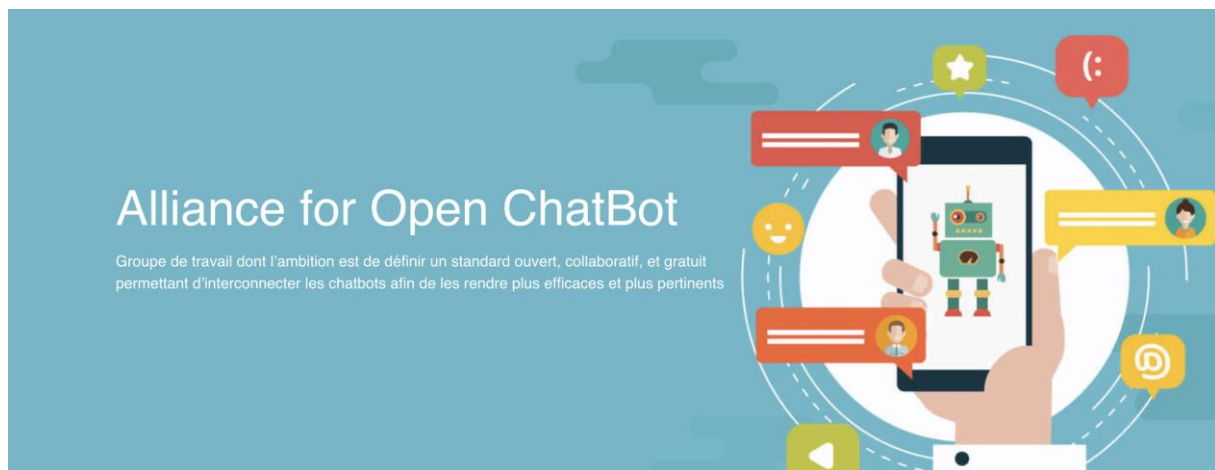 Alliance for Open ChatBot
Groupe de travail dont l'ambition est de définir un standard ouvert, collaboratif, et gratuit
permettant d'interconnecter les chatbots afin de les rendre plus efficaces et plus pertinents